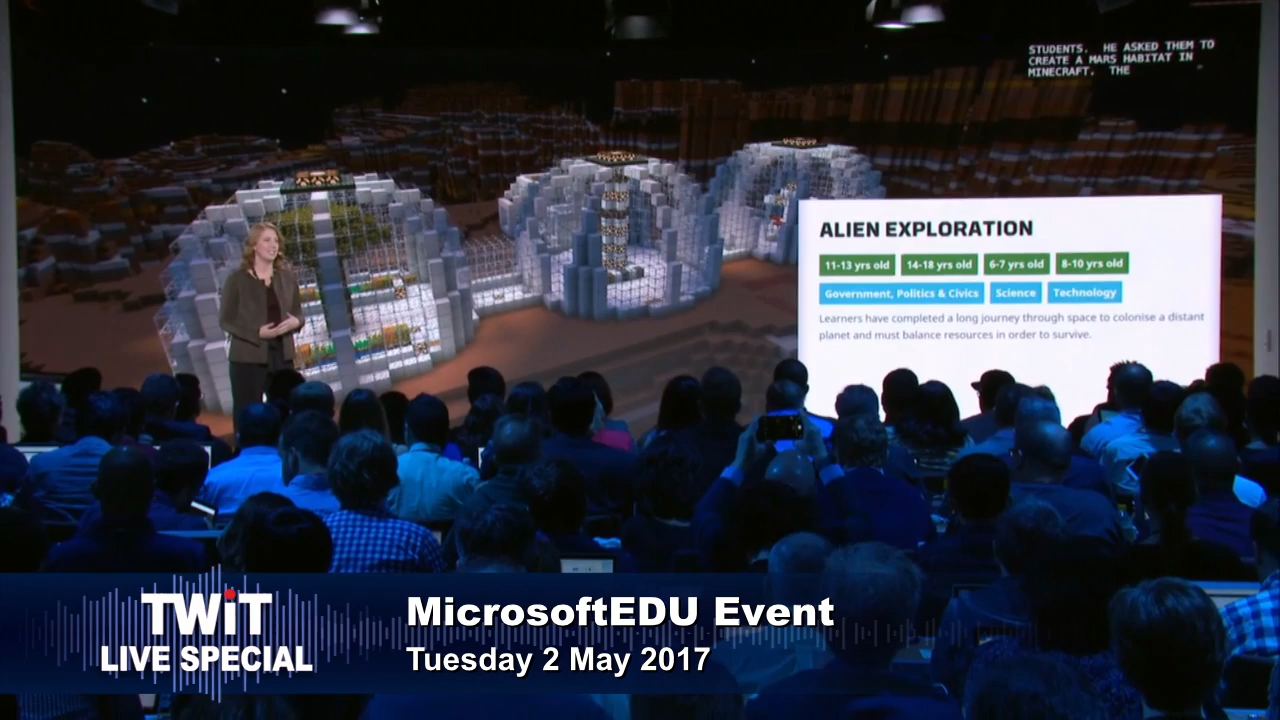 STUDENTS. HE ASKED THEM TO
CREATE A MARS HABITAT IN
MINECRAFT. THE
ALIEN EXPLORATION
11-13 yrs old 14-18 yrs old 6-7 yrs old 8-10 yrs old
Government, Politics & Civics Science Technology
Learners have completed a long journey through space to colonise a distant
planet and must balance resources in order to survive.
TWiT
LIVE SPECIAL
MicrosoftEDU Event
Tuesday 2 May 2017